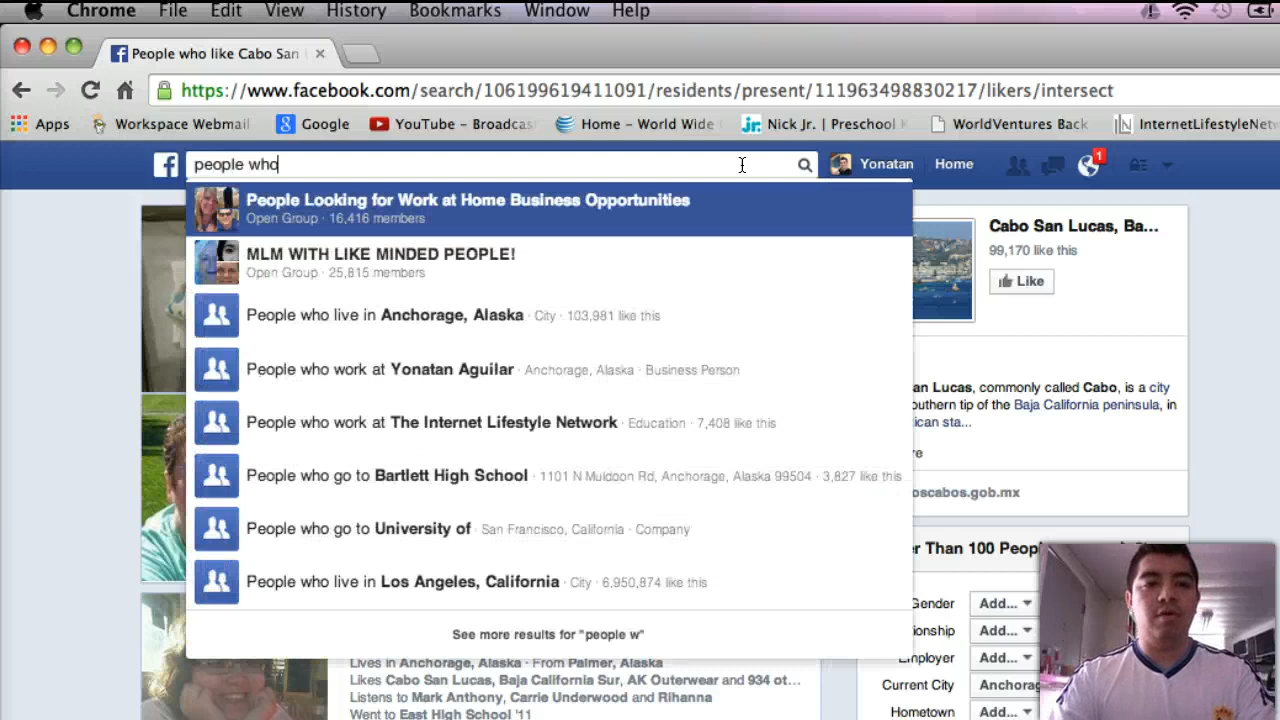 Chrome File Edit View History Bookmarks Window Help
People who like Cabo San
https://www.facebook.com/search/106199619411091/residents/present/111963498830217/likers/intersect
Apps Workspace Webmail Google YouTube - Broadcas Home - World Wide Nick Jr. | Preschool WorldVentures Back InternetLifestyleNet
people who Yonatan Home 1
People Looking for Work at Home Business Opportunities
Open Group · 16,416 members
MLM WITH LIKE MINDED PEOPLE!
Open Group · 25,815 members
People who live in Anchorage, Alaska · City · 103,981 like this
People who work at Yonatan Aguilar · Anchorage, Alaska · Business Person
People who work at The Internet Lifestyle Network · Education · 7,408 like this
People who go to Bartlett High School · 1101 N Muldoon Rd, Anchorage, Alaska 99504 · 3,827 like this
People who go to University of · San Francisco, California · Company
People who live in Los Angeles, California · City · 6,950,874 like this
See more results for "people w"
Lives in Anchorage, Alaska · From Palmer, Alaska
Likes Cabo San Lucas, Baja California Sur, AK Outerwear and 934 ot...
Listens to Mark Anthony, Carrie Underwood and Rihanna
Went to East High School '11
Cabo San Lucas, Ba...
99,170 like this
Like
san Lucas, commonly called Cabo, is a city
outhern tip of the Baja California peninsula, in
ican sta...
re
oscabos.gob.mx
er Than 100 Peop
Gender Add...
ionship Add...
Employer Add...
Current City Anchorag
Hometown Add...